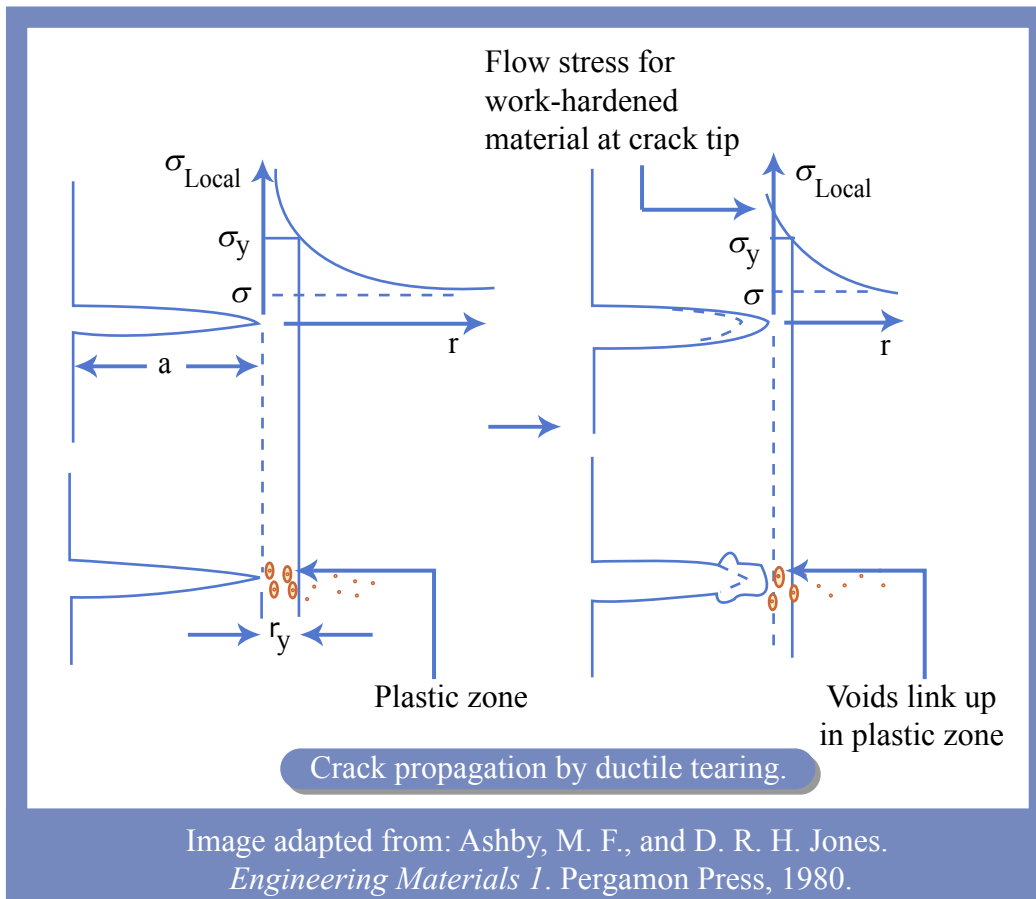 Flow stress for
work-hardened
material at crack tip
σLocal
σy
σ
r
a
σLocal
σy
σ
r
ry
Plastic zone
Voids link up
in plastic zone
Crack propagation by ductile tearing.
Image adapted from: Ashby, M. F., and D. R. H. Jones.
Engineering Materials 1. Pergamon Press, 1980.